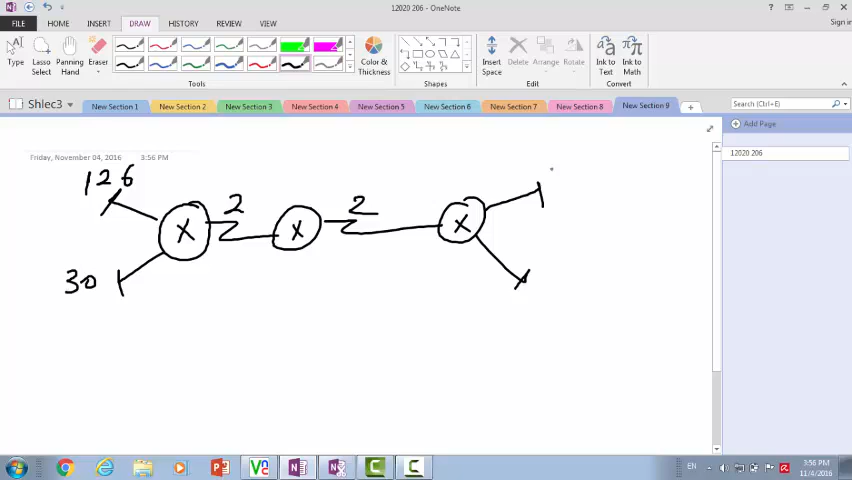 12020 206 - OneNote
Sign in
FILE HOME INSERT DRAW HISTORY REVIEW VIEW
Type Lasso Select Panning Hand Eraser Color & Thickness Insert Space Delete Arrange Rotate Ink to Text Ink to Math
Tools Shapes Edit Convert
Shlec3 New Section 1 New Section 2 New Section 3 New Section 4 New Section 5 New Section 6 New Section 7 New Section 8 New Section 9 Search (Ctrl+E)
Add Page
12020 206
Friday, November 04, 2016 3:56 PM
126
2 2
X X X
30
EN 3:56 PM
11/4/2016